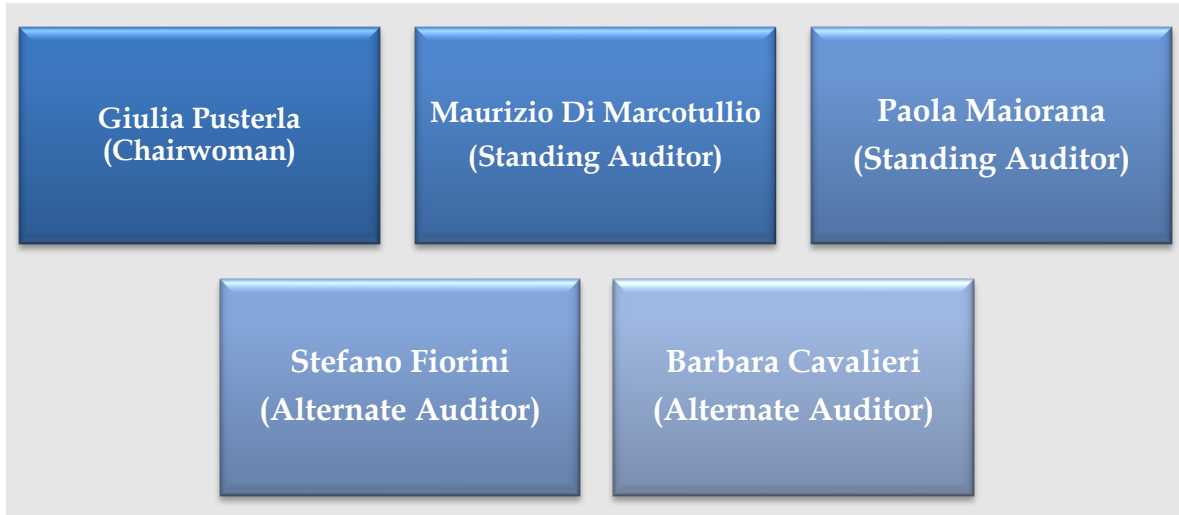 Giulia Pusterla
(Chairwoman)
Maurizio Di Marcotullio
(Standing Auditor)
Paola Maiorana
(Standing Auditor)
Stefano Fiorini
(Alternate Auditor)
Barbara Cavalieri
(Alternate Auditor)